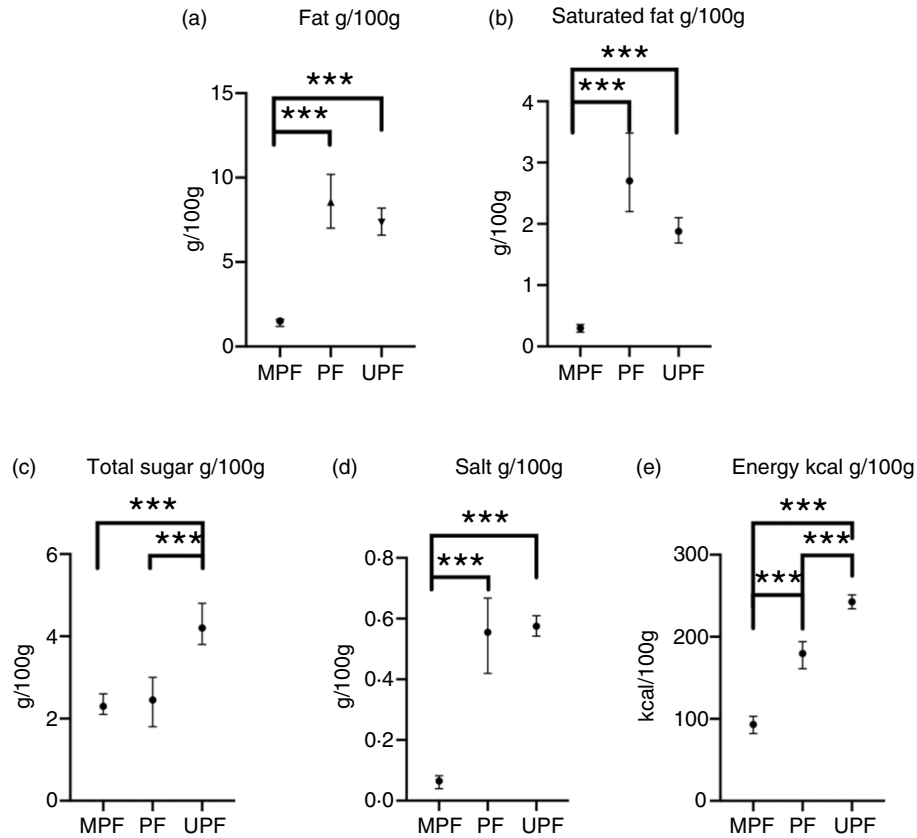 (a) Fat g/100g
***
***
15
10
5
0
g/100g
MPF PF UPF
(b) Saturated fat g/100g
***
***
4
3
2
1
0
g/100g
MPF PF UPF
(c) Total sugar g/100g
***
***
6
4
2
0
g/100g
MPF PF UPF
(d) Salt g/100g
***
***
0·8
0·6
0·4
0·2
0·0
g/100g
MPF PF UPF
(e) Energy kcal g/100g
***
***
***
300
200
100
0
kcal/100g
MPF PF UPF